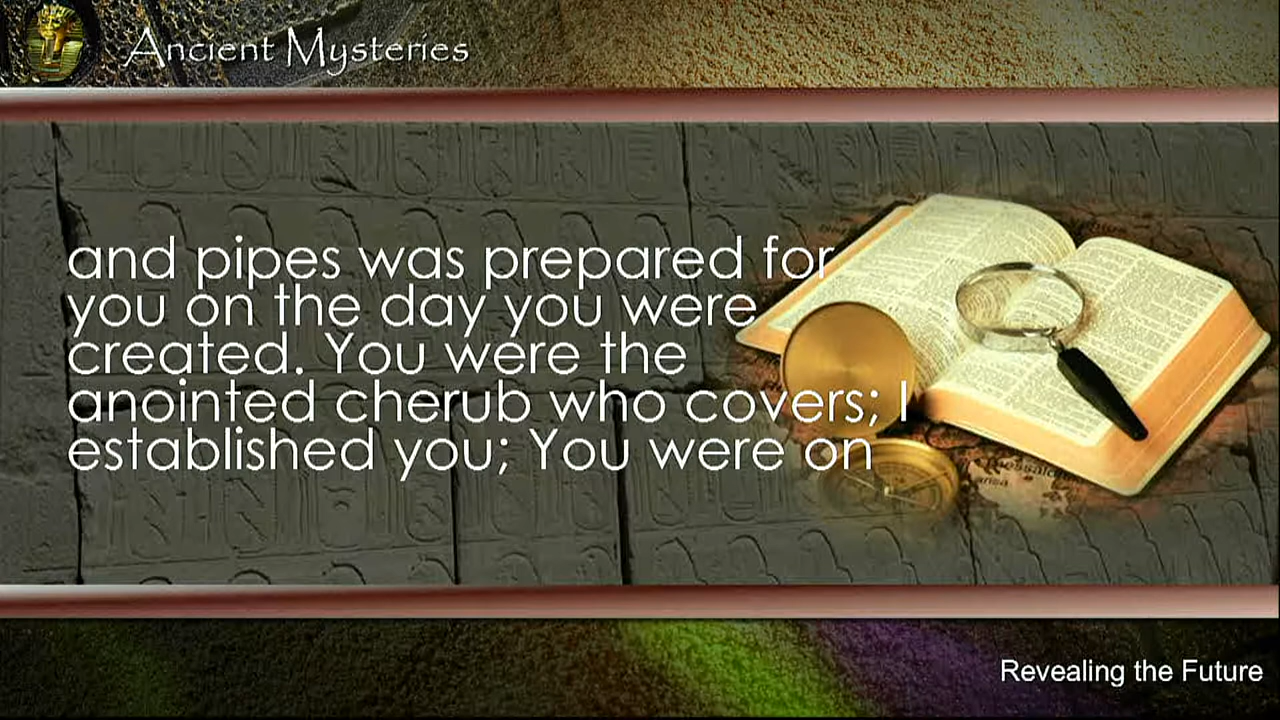 Ancient Mysteries
and pipes was prepared for
you on the day you were
created. You were the
anointed cherub who covers; I
established you; You were on
Revealing the Future